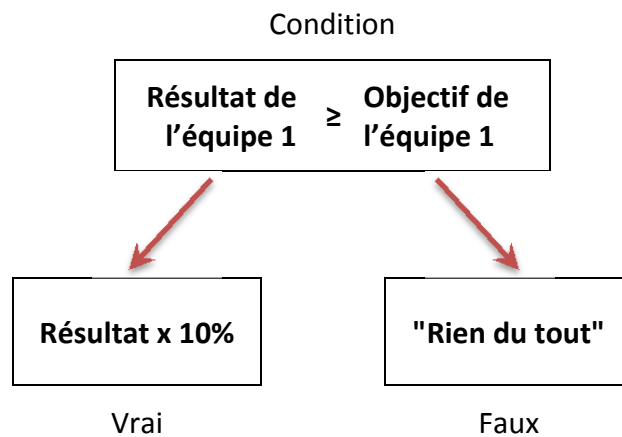 Condition
Résultat de l’équipe 1 ≥ Objectif de l’équipe 1
Résultat x 10%
"Rien du tout"
Vrai
Faux